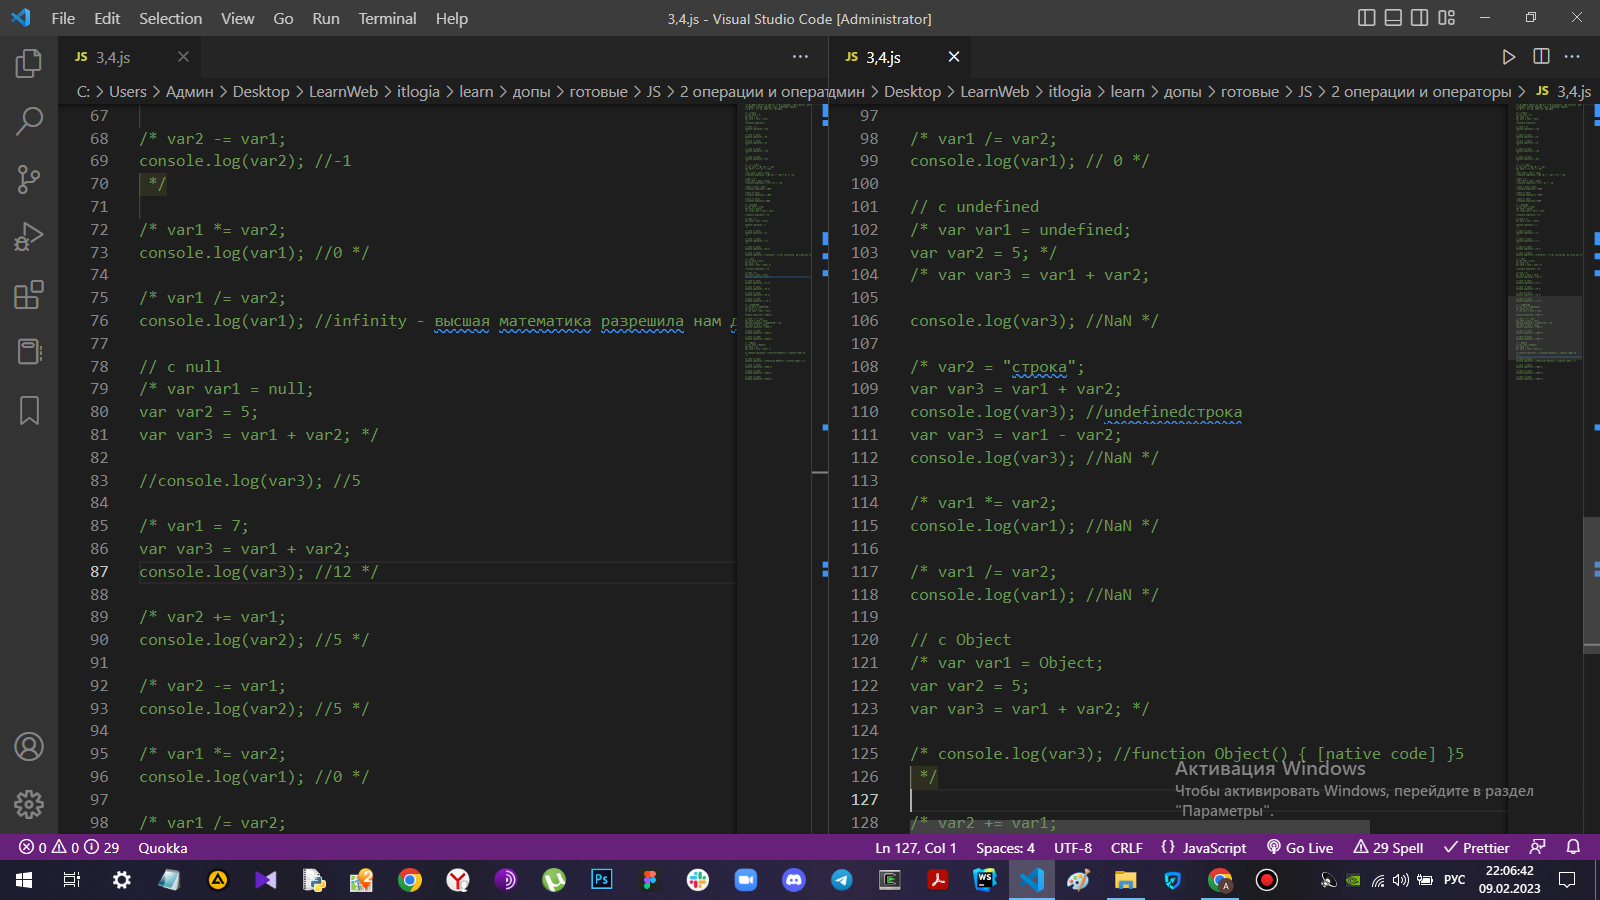 File Edit Selection View Go Run Terminal Help
3,4.js - Visual Studio Code [Administrator]
JS 3,4.js
C: > Users > Админ > Desktop > LearnWeb > itlogia > learn > допы > готовые > JS > 2 операции и операт
67
68 /* var2 -= var1;
69 console.log(var2); //-1
70 */
71
72 /* var1 *= var2;
73 console.log(var1); //0 */
74
75 /* var1 /= var2;
76 console.log(var1); //infinity - высшая математика разрешила нам
77
78 // с null
79 /* var var1 = null;
80 var var2 = 5;
81 var var3 = var1 + var2; */
82
83 //console.log(var3); //5
84
85 /* var1 = 7;
86 var var3 = var1 + var2;
87 console.log(var3); //12 */
88
89 /* var2 += var1;
90 console.log(var2); //5 */
91
92 /* var2 -= var1;
93 console.log(var2); //5 */
94
95 /* var1 *= var2;
96 console.log(var1); //0 */
97
98 /* var1 /= var2;
JS 3,4.js
дмин > Desktop > LearnWeb > itlogia > learn > допы > готовые > JS > 2 операции и операторы > JS 3,4.js
97
98 /* var1 /= var2;
99 console.log(var1); // 0 */
100
101 // с undefined
102 /* var var1 = undefined;
103 var var2 = 5; */
104 /* var var3 = var1 + var2;
105
106 console.log(var3); //NaN */
107
108 /* var2 = "строка";
109 var var3 = var1 + var2;
110 console.log(var3); //undefinedстрока
111 var var3 = var1 - var2;
112 console.log(var3); //NaN */
113
114 /* var1 *= var2;
115 console.log(var1); //NaN */
116
117 /* var1 /= var2;
118 console.log(var1); //NaN */
119
120 // с Object
121 /* var var1 = Object;
122 var var2 = 5;
123 var var3 = var1 + var2; */
124
125 /* console.log(var3); //function Object() { [native code] }5
126 */
127
128 /* var2 += var1;
Активация Windows
Чтобы активировать Windows, перейдите в раздел
"Параметры".
0 0 29 Quokka
Ln 127, Col 1 Spaces: 4 UTF-8 CRLF {} JavaScript Go Live 29 Spell Prettier
РУС
22:06:42
09.02.2023